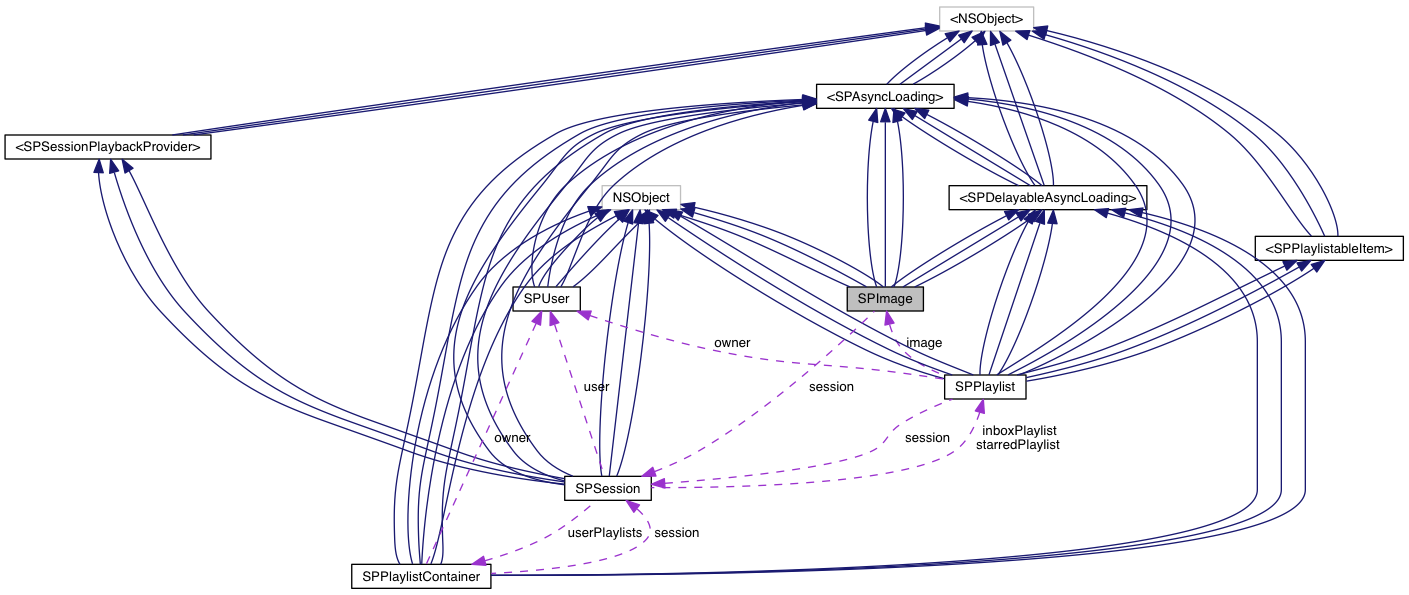 <NSObject>
<SPAsyncLoading>
<SPSessionPlaybackProvider>
NSObject
<SPDelayableAsyncLoading>
<SPPlaylistableItem>
SPUser
SPImage
owner
image
user
session
SPPlaylist
owner
session
inboxPlaylist
starredPlaylist
SPSession
userPlaylists
session
SPPlaylistContainer